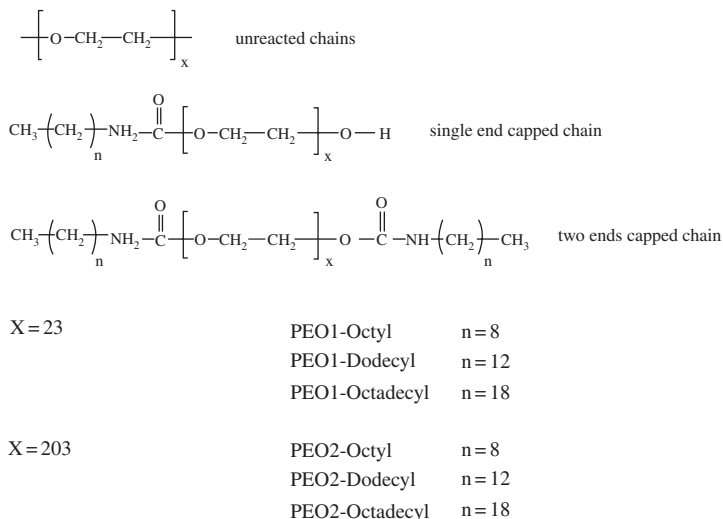 O—CH2—CH2 x unreacted chains
O
CH3 (CH2)n NH2—C O—CH2—CH2 x O—H single end capped chain
O O
CH3 (CH2)n NH2—C O—CH2—CH2 x O—C—NH (CH2)n CH3 two ends capped chain
X = 23 PEO1-Octyl n = 8
PEO1-Dodecyl n = 12
PEO1-Octadecyl n = 18
X = 203 PEO2-Octyl n = 8
PEO2-Dodecyl n = 12
PEO2-Octadecyl n = 18